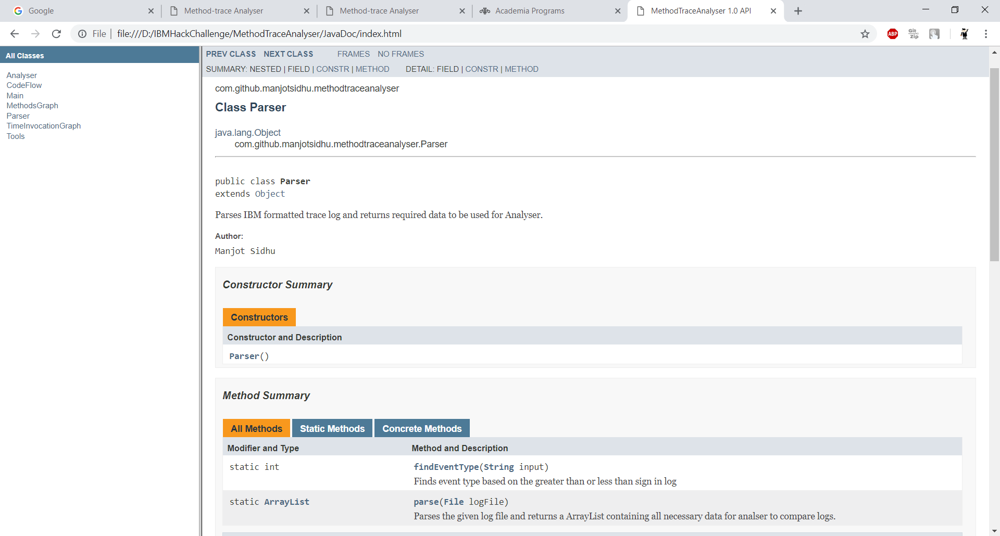 Google
Method-trace Analyser
Method-trace Analyser
Academia Programs
MethodTraceAnalyser 1.0 API
File
file:///D:/IBMHackChallenge/MethodTraceAnalyser/JavaDoc/index.html
ABP
Git
zip
All Classes
Analyser
CodeFlow
Main
MethodsGraph
Parser
TimeInvocationGraph
Tools
PREV CLASS NEXT CLASS FRAMES NO FRAMES
SUMMARY: NESTED | FIELD | CONSTR | METHOD DETAIL: FIELD | CONSTR | METHOD
com.github.manjotsidhu.methodtraceanalyser
Class Parser
java.lang.Object
com.github.manjotsidhu.methodtraceanalyser.Parser
public class Parser
extends Object
Parses IBM formatted trace log and returns required data to be used for Analyser.
Author:
Manjot Sidhu
Constructor Summary
Constructors
Constructor and Description
Parser()
Method Summary
All Methods Static Methods Concrete Methods
Modifier and Type Method and Description
static int findEventType(String input)
Finds event type based on the greater than or less than sign in log
static ArrayList parse(File logFile)
Parses the given log file and returns a ArrayList containing all necessary data for analser to compare logs.